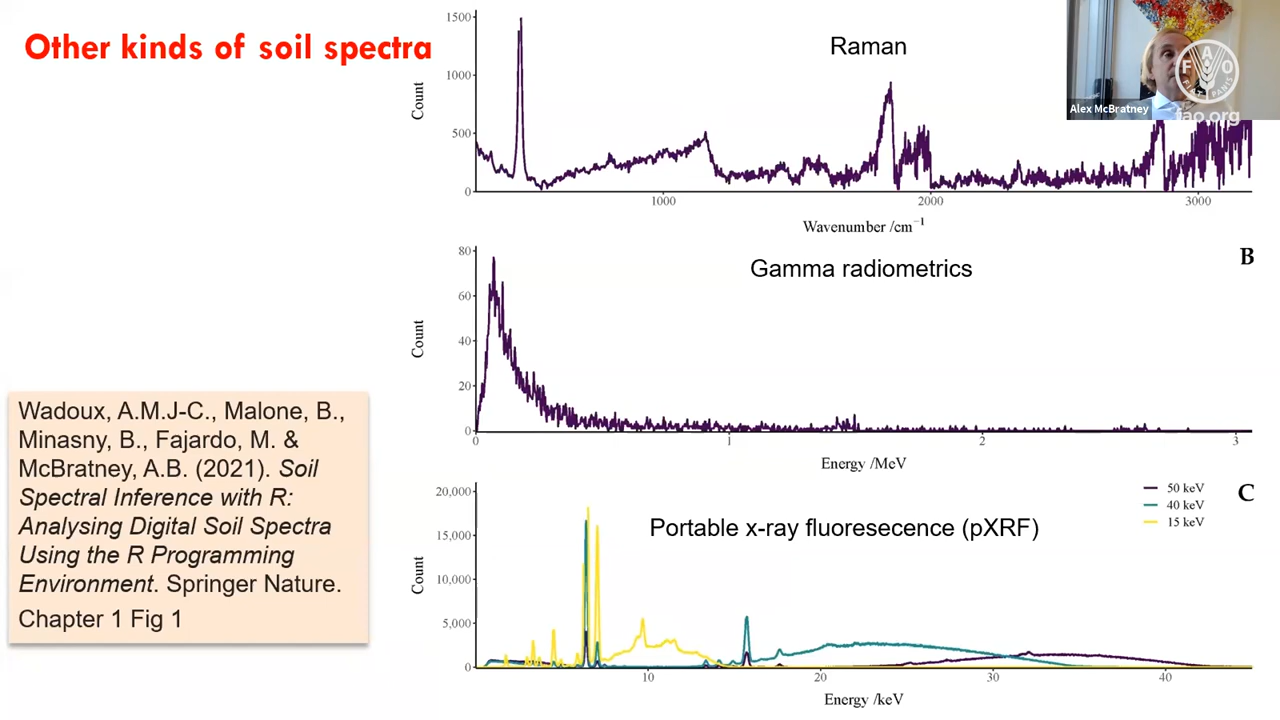 Other kinds of soil spectra
1500
1000
500
0
Count
Raman
1000
2000
3000
Wavenumber /cm⁻¹
Alex McBratney
F A O
FIAT PANIS
fao.org
B
80
60
40
20
0
Count
Gamma radiometrics
0
1
2
3
Energy /MeV
Wadoux, A.M.J-C., Malone, B.,
Minasny, B., Fajardo, M. &
McBratney, A.B. (2021). Soil
Spectral Inference with R:
Analysing Digital Soil Spectra
Using the R Programming
Environment. Springer Nature.
Chapter 1 Fig 1
C
20,000
15,000
10,000
5,000
0
Count
Portable x-ray fluoresecence (pXRF)
50 keV
40 keV
15 keV
10
20
30
40
Energy /keV